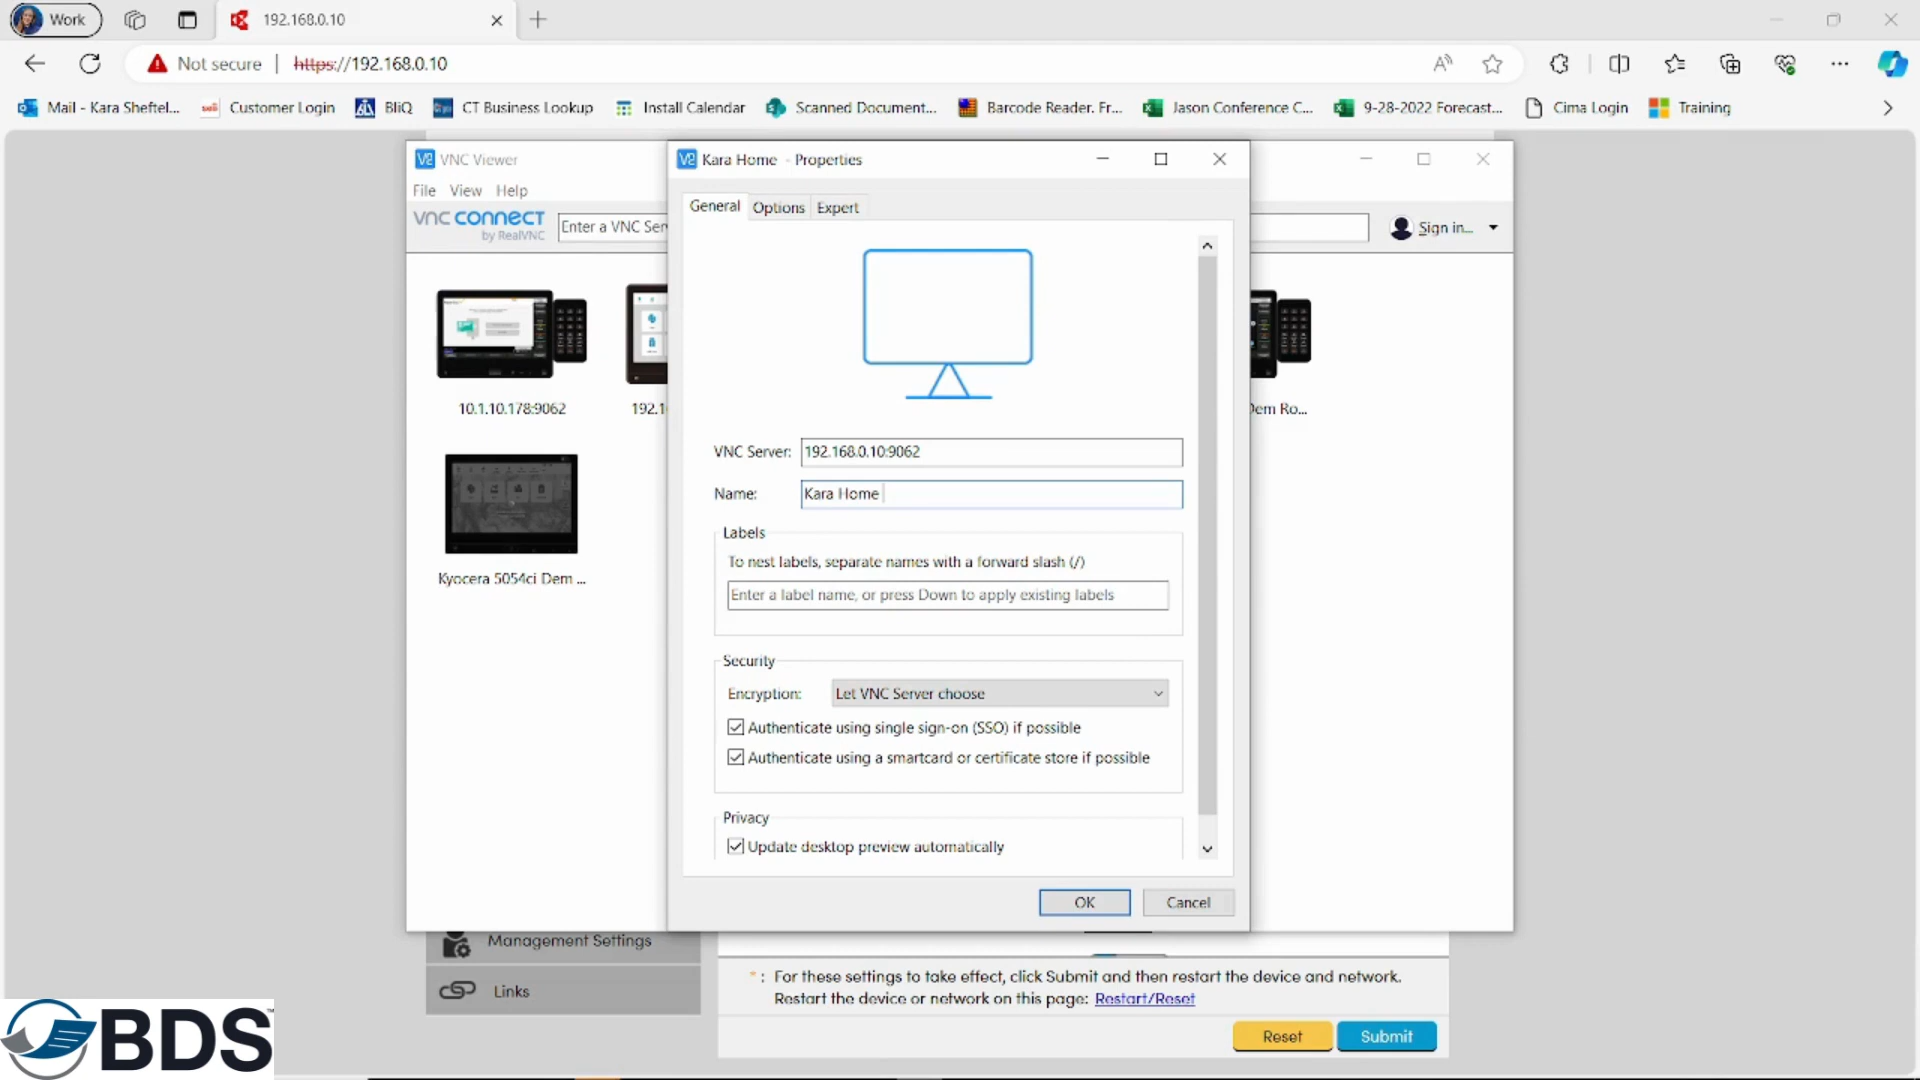 Work
192.168.0.10
Not secure
https://192.168.0.10
Mail - Kara Sheftel...
Customer Login
BliQ
CT Business Lookup
Install Calendar
Scanned Document...
Barcode Reader. Fr...
Jason Conference C...
9-28-2022 Forecast...
Cima Login
Training
VNC Viewer
Kara Home - Properties
File View Help
General Options Expert
vnc connect
by RealVNC
Enter a VNC Ser
Sign in...
10.1.10.178:9062
192.1
Dem Ro...
VNC Server: 192.168.0.10:9062
Name: Kara Home
Labels
To nest labels, separate names with a forward slash (/)
Enter a label name, or press Down to apply existing labels
Kyocera 5054ci Dem ...
Security
Encryption: Let VNC Server choose
Authenticate using single sign-on (SSO) if possible
Authenticate using a smartcard or certificate store if possible
Privacy
Update desktop preview automatically
OK Cancel
Management Settings
Links
* : For these settings to take effect, click Submit and then restart the device and network.
Restart the device or network on this page: Restart/Reset
Reset Submit
BDS